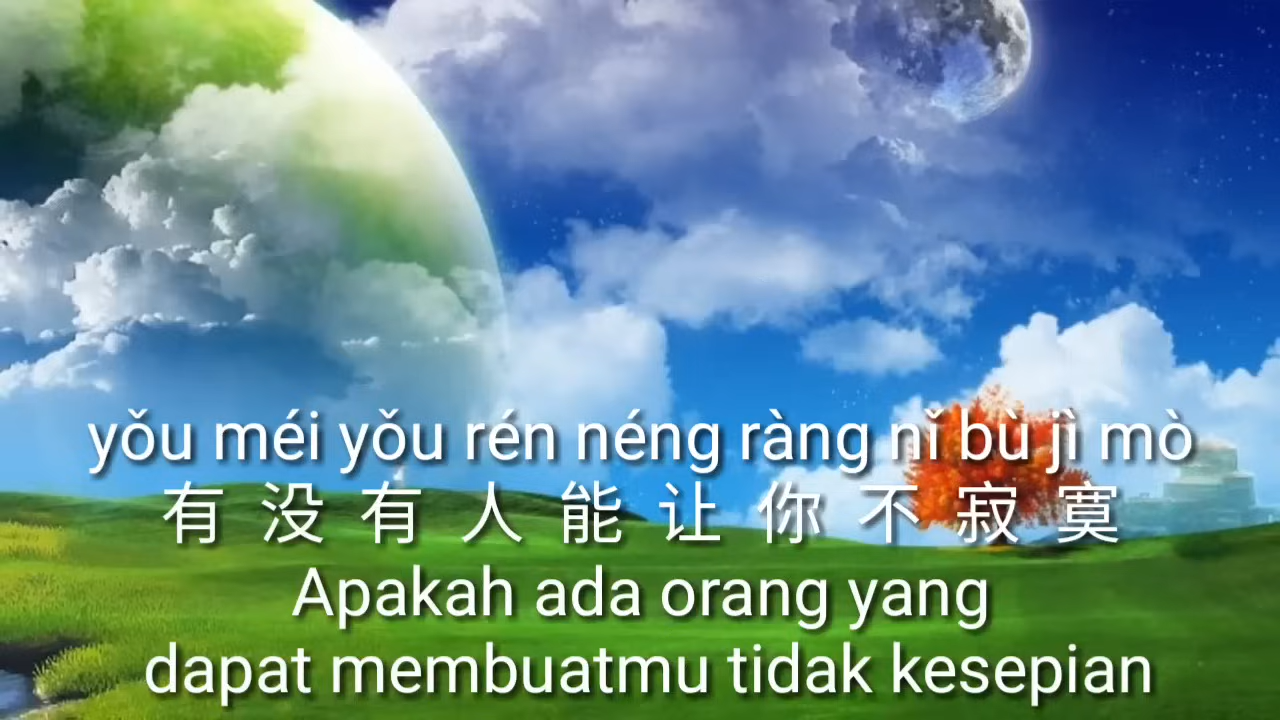 yǒu méi yǒu rén néng ràng nǐ bù jì mò
有 没 有 人 能 让 你 不 寂 寞
Apakah ada orang yang
dapat membuatmu tidak kesepian